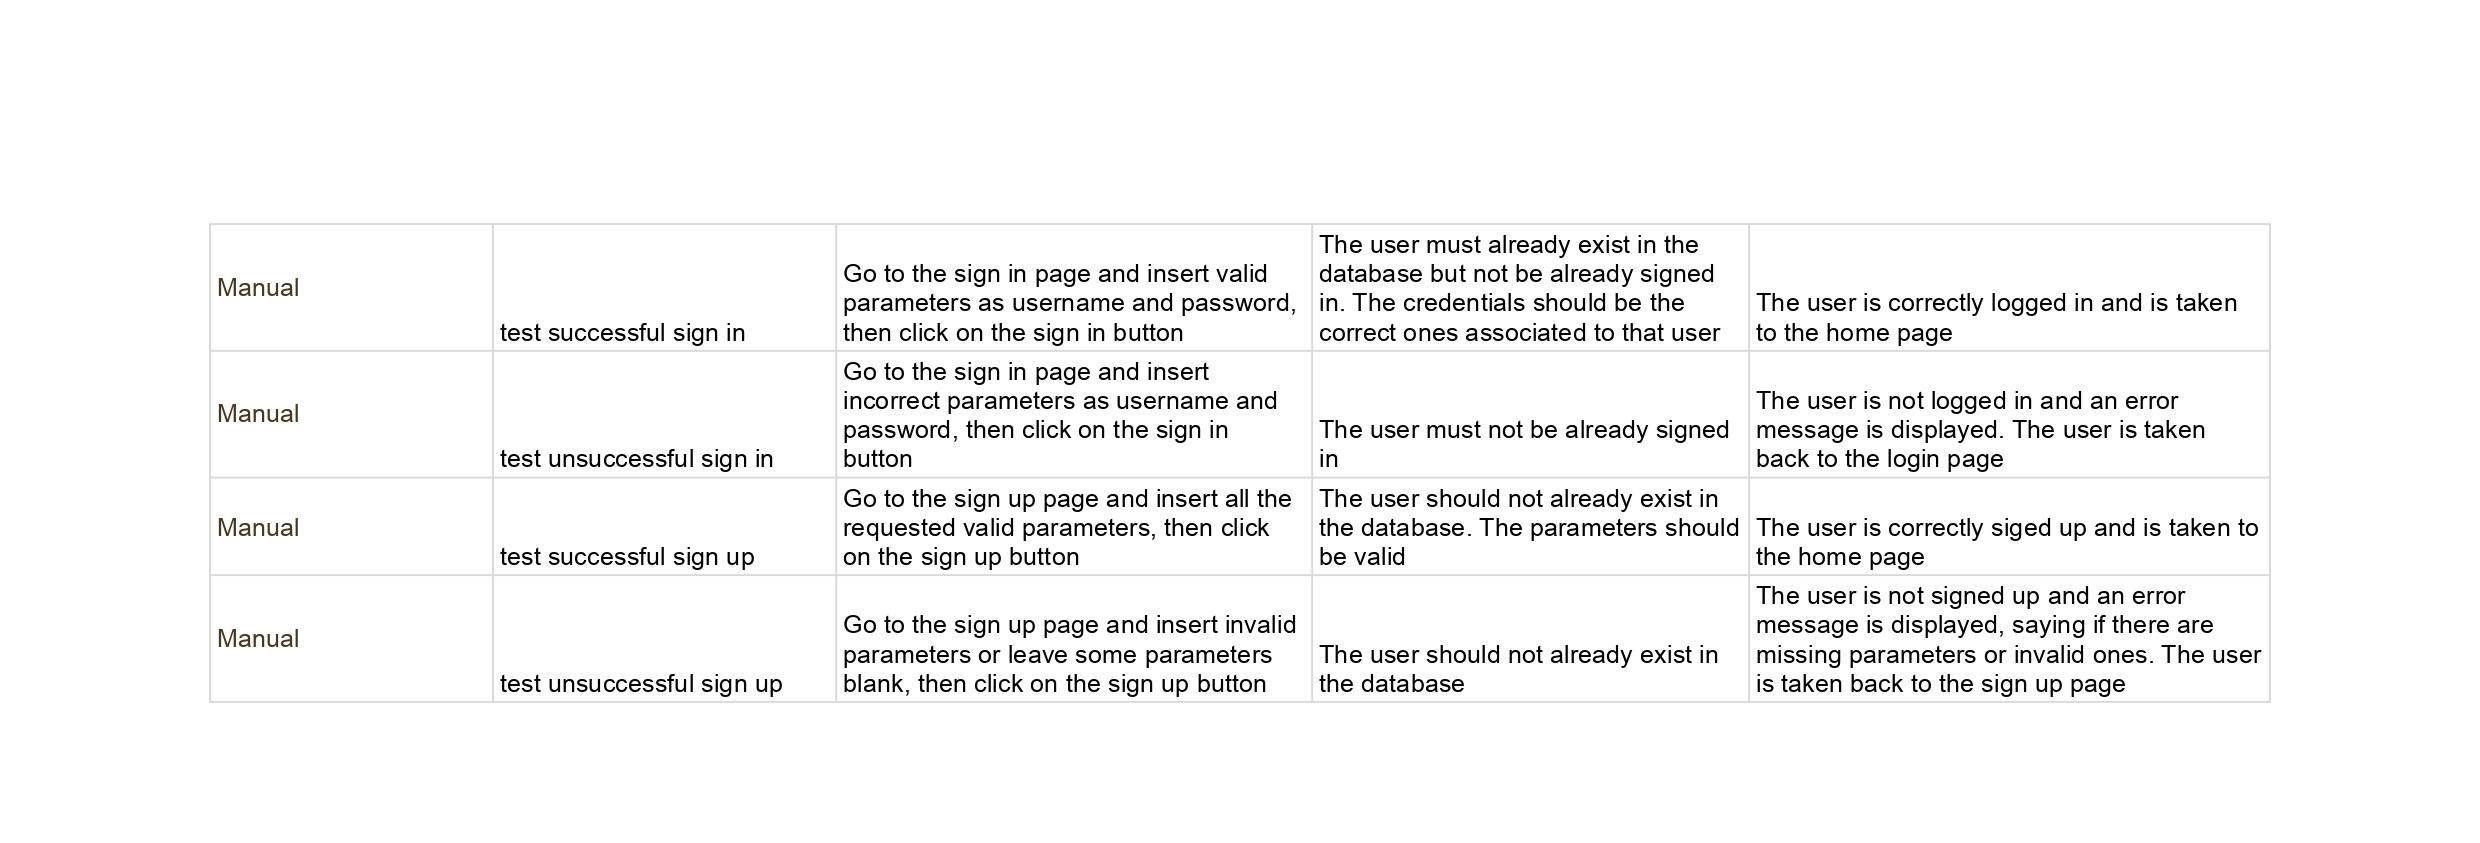 Manual
test successful sign in
Go to the sign in page and insert valid
parameters as username and password,
then click on the sign in button
The user must already exist in the
database but not be already signed
in. The credentials should be the
correct ones associated to that user
The user is correctly logged in and is taken
to the home page
Manual
test unsuccessful sign in
Go to the sign in page and insert
incorrect parameters as username and
password, then click on the sign in
button
The user must not be already signed
in
The user is not logged in and an error
message is displayed. The user is taken
back to the login page
Manual
test successful sign up
Go to the sign up page and insert all the
requested valid parameters, then click
on the sign up button
The user should not already exist in
the database. The parameters should
be valid
The user is correctly siged up and is taken to
the home page
Manual
test unsuccessful sign up
Go to the sign up page and insert invalid
parameters or leave some parameters
blank, then click on the sign up button
The user should not already exist in
the database
The user is not signed up and an error
message is displayed, saying if there are
missing parameters or invalid ones. The user
is taken back to the sign up page